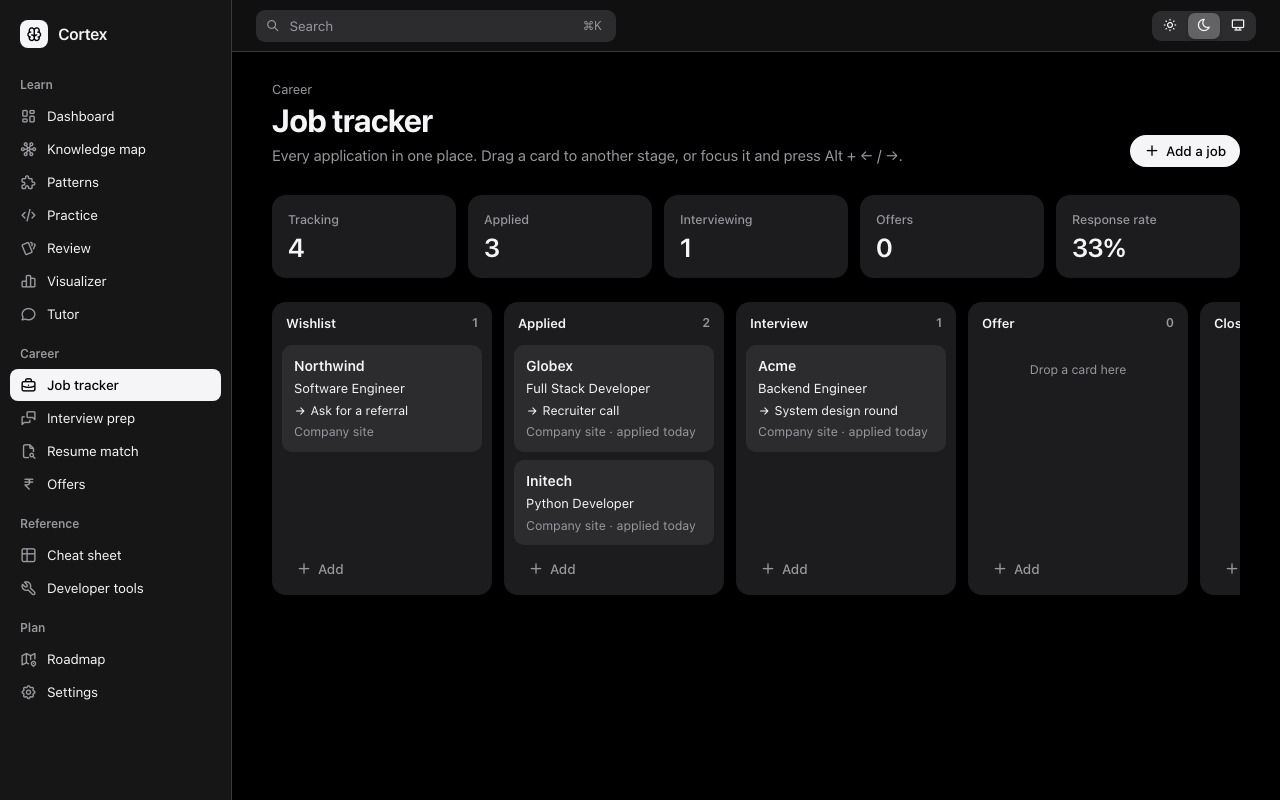 Cortex
Search
⌘K
Learn
Dashboard
Knowledge map
Patterns
Practice
Review
Visualizer
Tutor
Career
Job tracker
Interview prep
Resume match
Offers
Reference
Cheat sheet
Developer tools
Plan
Roadmap
Settings
Career
Job tracker
Every application in one place. Drag a card to another stage, or focus it and press Alt + ← / →.
+ Add a job
Tracking
4
Applied
3
Interviewing
1
Offers
0
Response rate
33%
Wishlist 1
Northwind
Software Engineer
→ Ask for a referral
Company site
+ Add
Applied 2
Globex
Full Stack Developer
→ Recruiter call
Company site · applied today
Initech
Python Developer
Company site · applied today
+ Add
Interview 1
Acme
Backend Engineer
→ System design round
Company site · applied today
+ Add
Offer 0
Drop a card here
+ Add
Clos
+